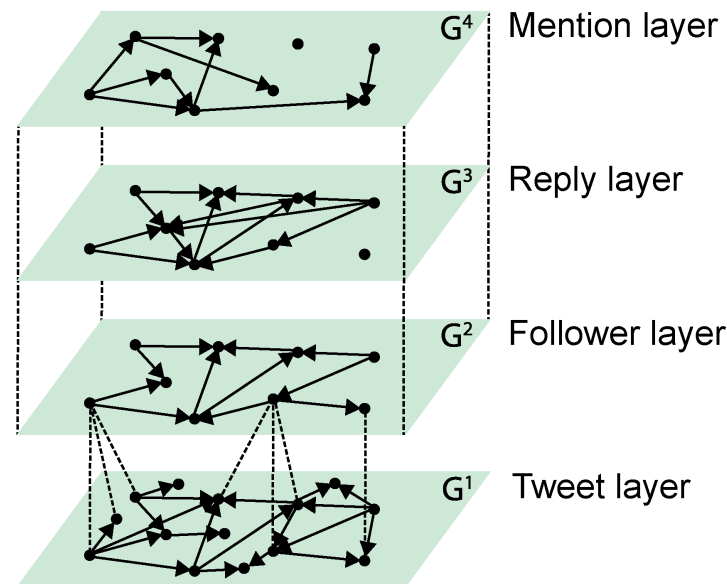 G⁴ Mention layer
G³ Reply layer
G² Follower layer
G¹ Tweet layer